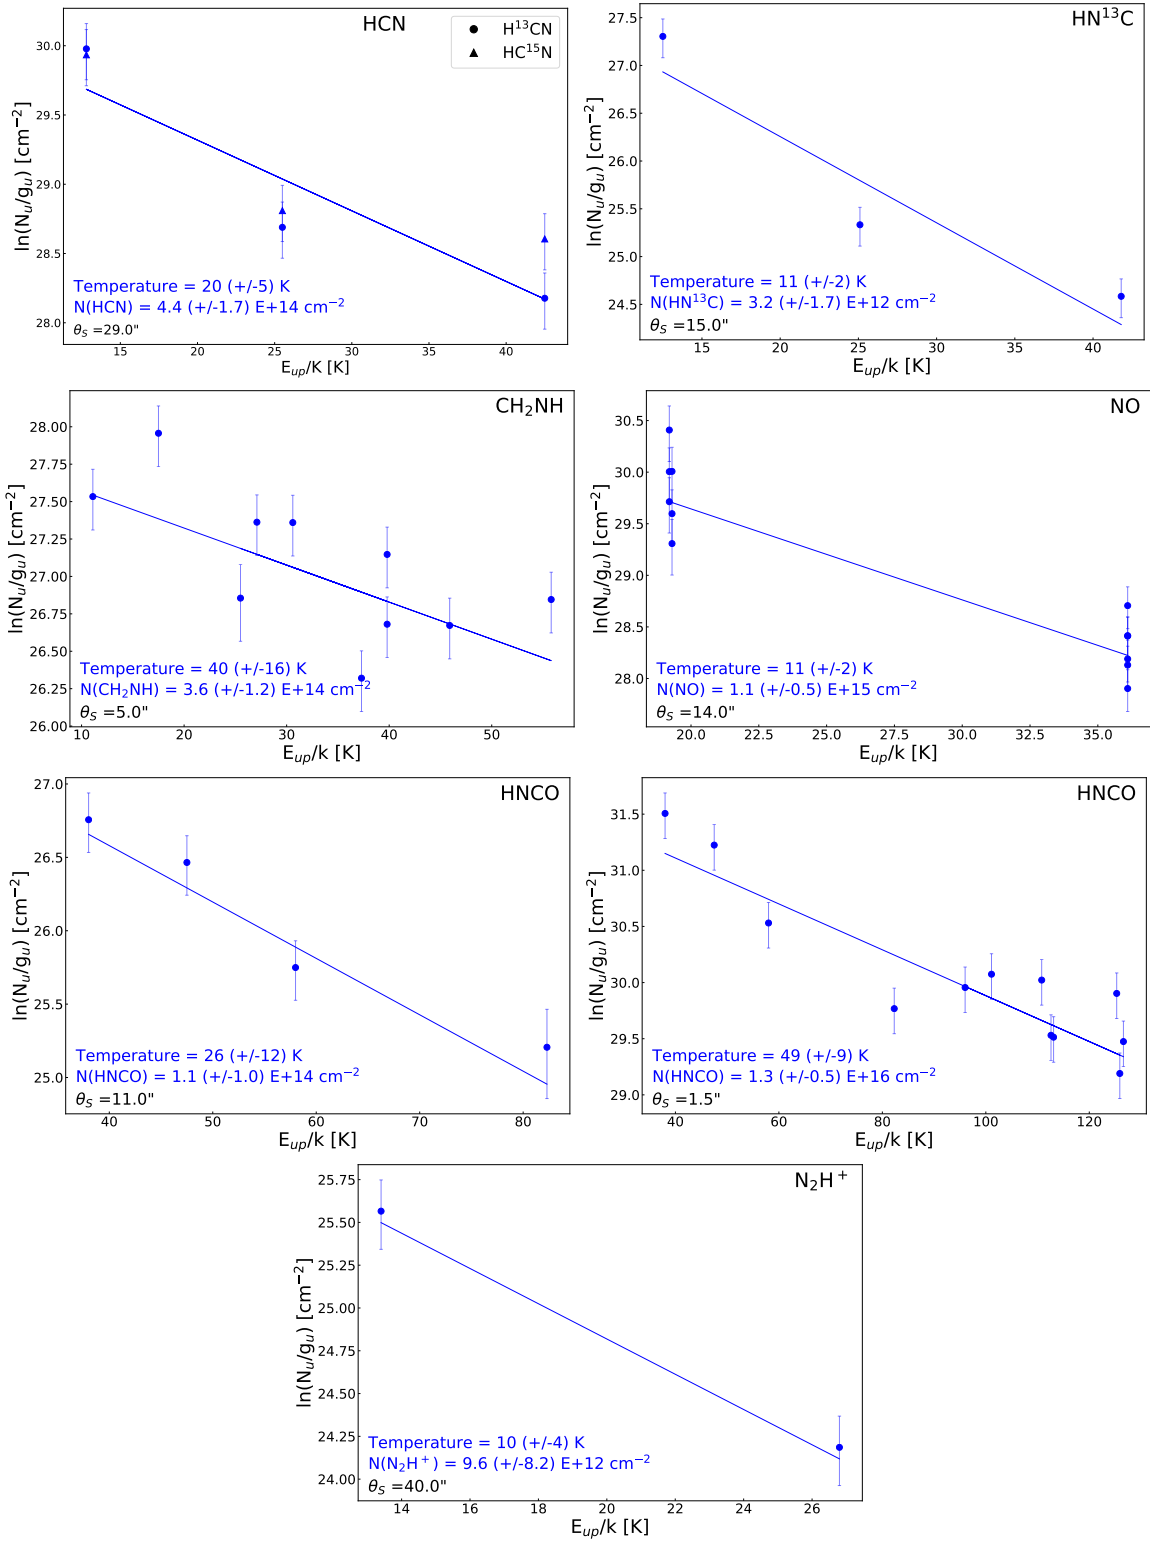 HCN
H¹³CN
HC¹⁵N
30.0
29.5
29.0
28.5
28.0
ln(Nᵤ/gᵤ) [cm⁻²]
Temperature = 20 (+/-5) K
N(HCN) = 4.4 (+/-1.7) E+14 cm⁻²
θ_S =29.0"
15 20 25 30 35 40
E_up/K [K]
HN¹³C
27.5
27.0
26.5
26.0
25.5
25.0
24.5
ln(Nᵤ/gᵤ) [cm⁻²]
Temperature = 11 (+/-2) K
N(HN¹³C) = 3.2 (+/-1.7) E+12 cm⁻²
θ_S =15.0"
15 20 25 30 35 40
E_up/k [K]
CH₂NH
28.00
27.75
27.50
27.25
27.00
26.75
26.50
26.25
26.00
ln(Nᵤ/gᵤ) [cm⁻²]
Temperature = 40 (+/-16) K
N(CH₂NH) = 3.6 (+/-1.2) E+14 cm⁻²
θ_S =5.0"
10 20 30 40 50
E_up/k [K]
NO
30.5
30.0
29.5
29.0
28.5
28.0
ln(Nᵤ/gᵤ) [cm⁻²]
Temperature = 11 (+/-2) K
N(NO) = 1.1 (+/-0.5) E+15 cm⁻²
θ_S =14.0"
20.0 22.5 25.0 27.5 30.0 32.5 35.0
E_up/k [K]
HNCO
27.0
26.5
26.0
25.5
25.0
ln(Nᵤ/gᵤ) [cm⁻²]
Temperature = 26 (+/-12) K
N(HNCO) = 1.1 (+/-1.0) E+14 cm⁻²
θ_S =11.0"
40 50 60 70 80
E_up/k [K]
HNCO
31.5
31.0
30.5
30.0
29.5
29.0
ln(Nᵤ/gᵤ) [cm⁻²]
Temperature = 49 (+/-9) K
N(HNCO) = 1.3 (+/-0.5) E+16 cm⁻²
θ_S =1.5"
40 60 80 100 120
E_up/k [K]
N₂H⁺
25.75
25.50
25.25
25.00
24.75
24.50
24.25
24.00
ln(Nᵤ/gᵤ) [cm⁻²]
Temperature = 10 (+/-4) K
N(N₂H⁺) = 9.6 (+/-8.2) E+12 cm⁻²
θ_S =40.0"
14 16 18 20 22 24 26
E_up/k [K]